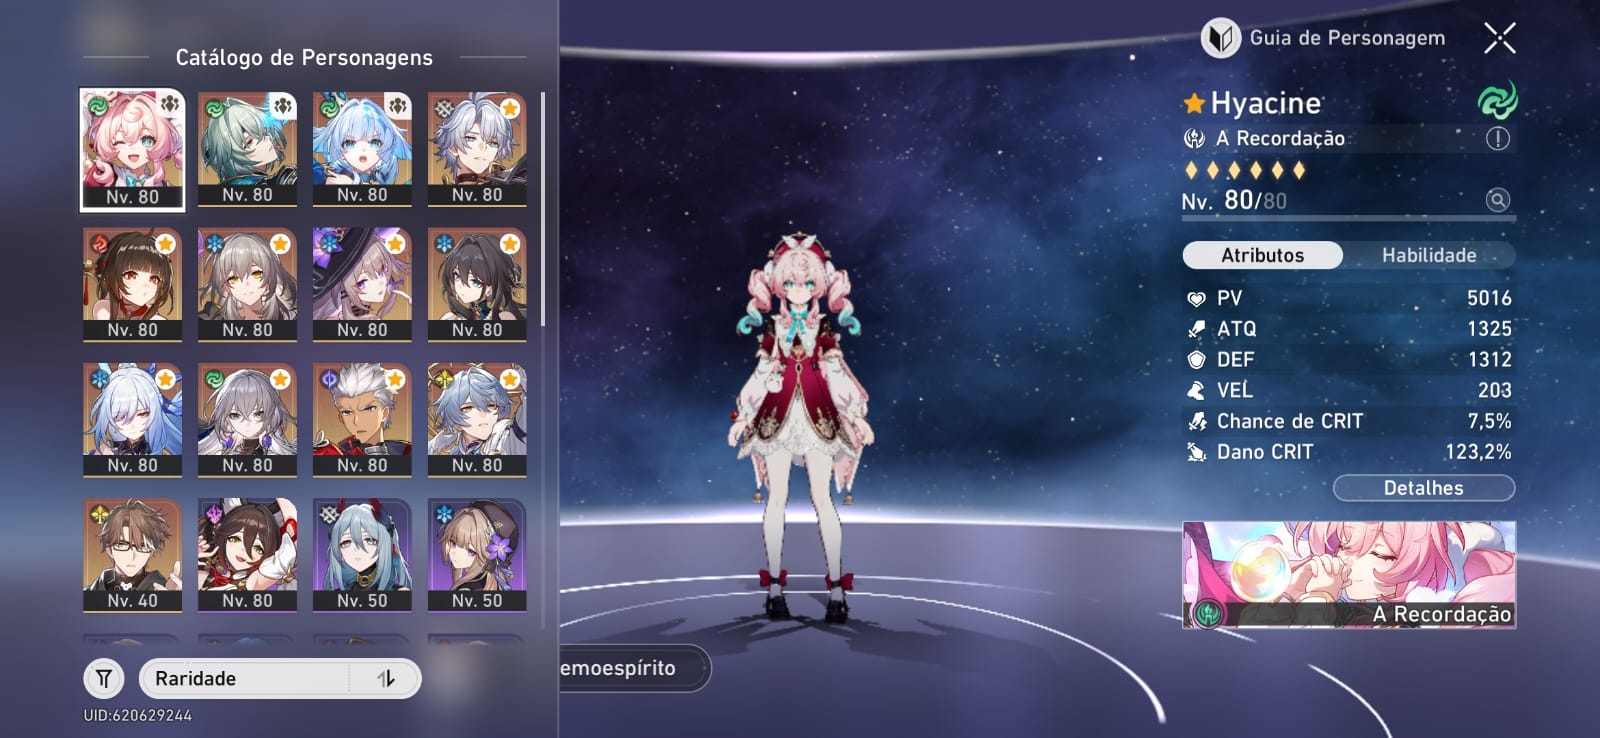 Catálogo de Personagens
Nv. 80
Nv. 80
Nv. 80
Nv. 80
Nv. 80
Nv. 80
Nv. 80
Nv. 80
Nv. 80
Nv. 80
Nv. 80
Nv. 80
Nv. 40
Nv. 80
Nv. 50
Nv. 50
Raridade
UID:620629244
emoespírito
Guia de Personagem
Hyacine
A Recordação
Nv. 80/80
Atributos
Habilidade
PV 5016
ATQ 1325
DEF 1312
VEL 203
Chance de CRIT 7,5%
Dano CRIT 123,2%
Detalhes
A Recordação